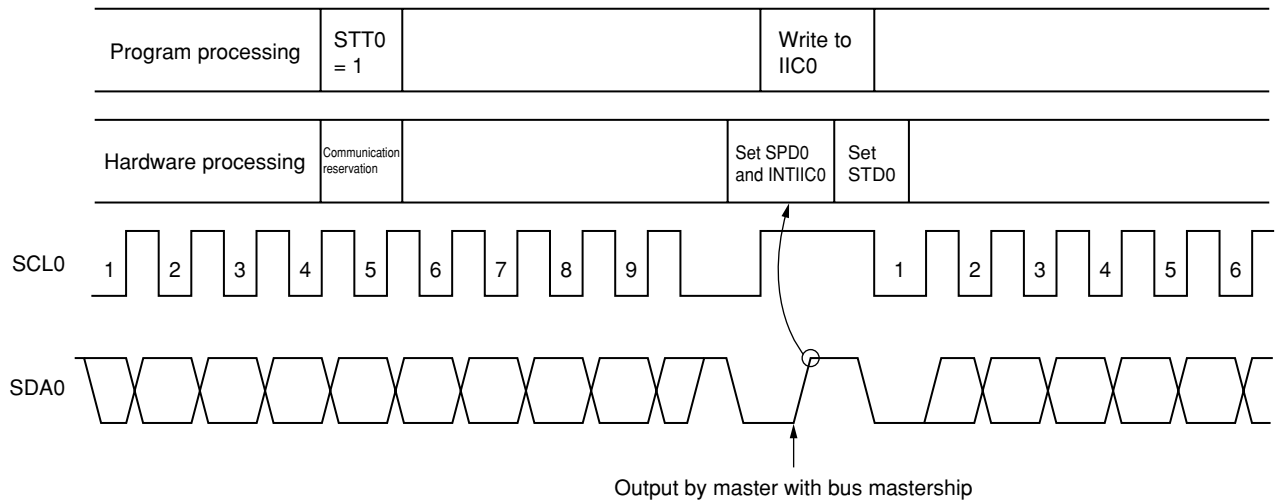 Program processing
STT0
= 1
Write to
IIC0
Hardware processing
Communication
reservation
Set SPD0
and INTIIC0
Set
STD0
SCL0
1 2 3 4 5 6 7 8 9 1 2 3 4 5 6
SDA0
Output by master with bus mastership